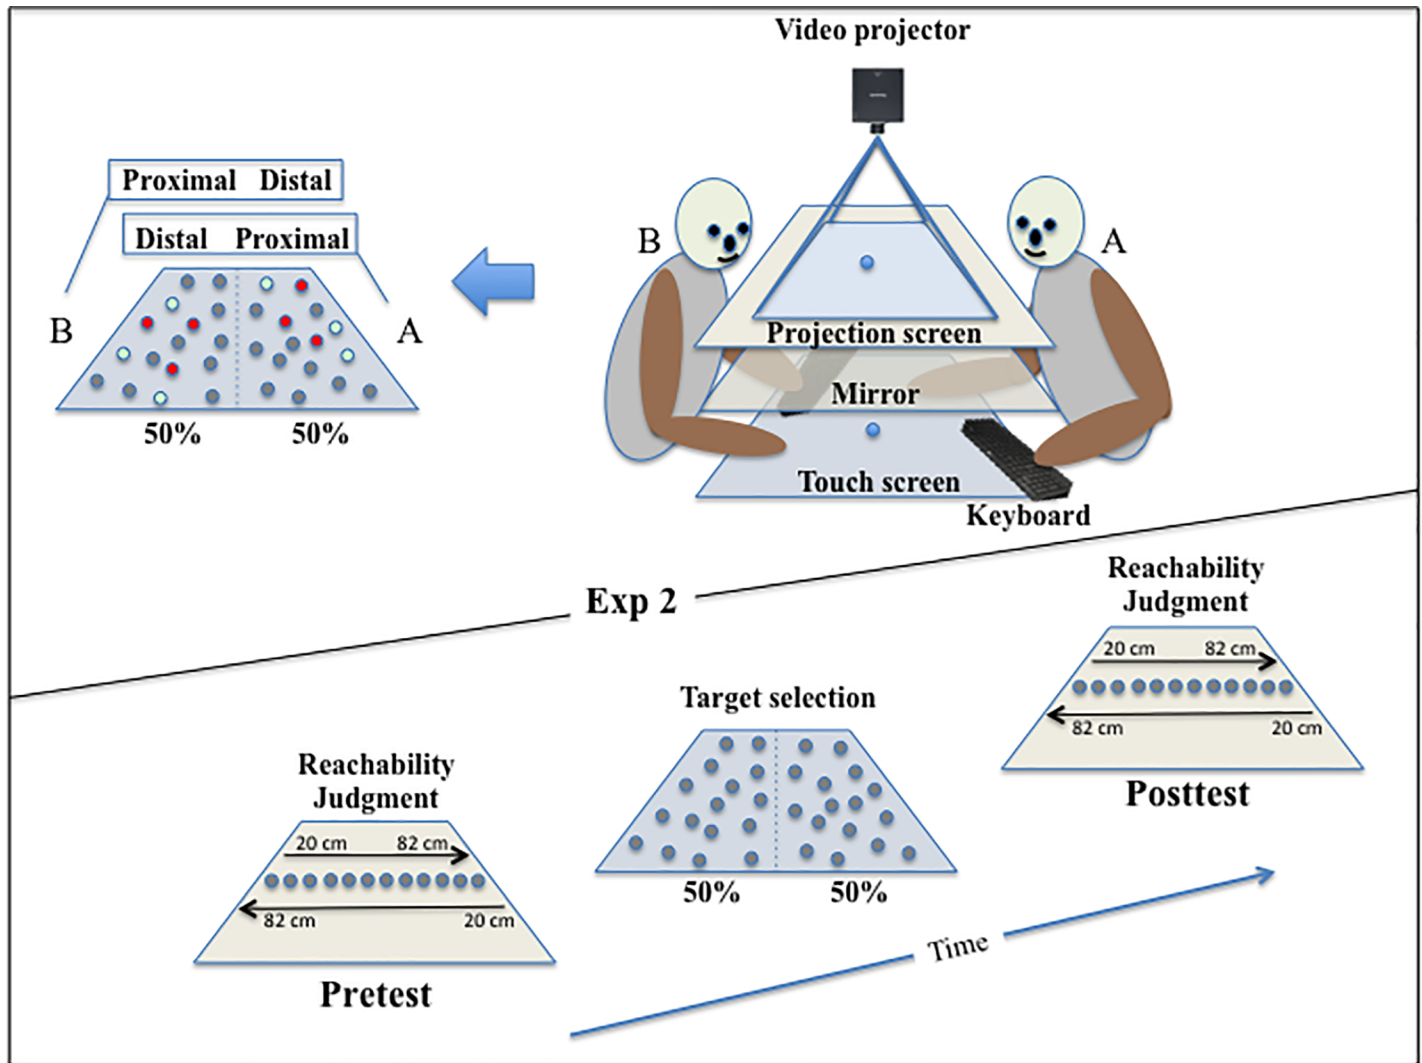 Video projector
Proximal Distal
Distal Proximal
B
A
50%
50%
B
A
Projection screen
Mirror
Touch screen
Keyboard
Exp 2
Reachability
Judgment
20 cm
82 cm
82 cm
20 cm
Pretest
Target selection
50%
50%
Reachability
Judgment
20 cm
82 cm
82 cm
20 cm
Posttest
Time